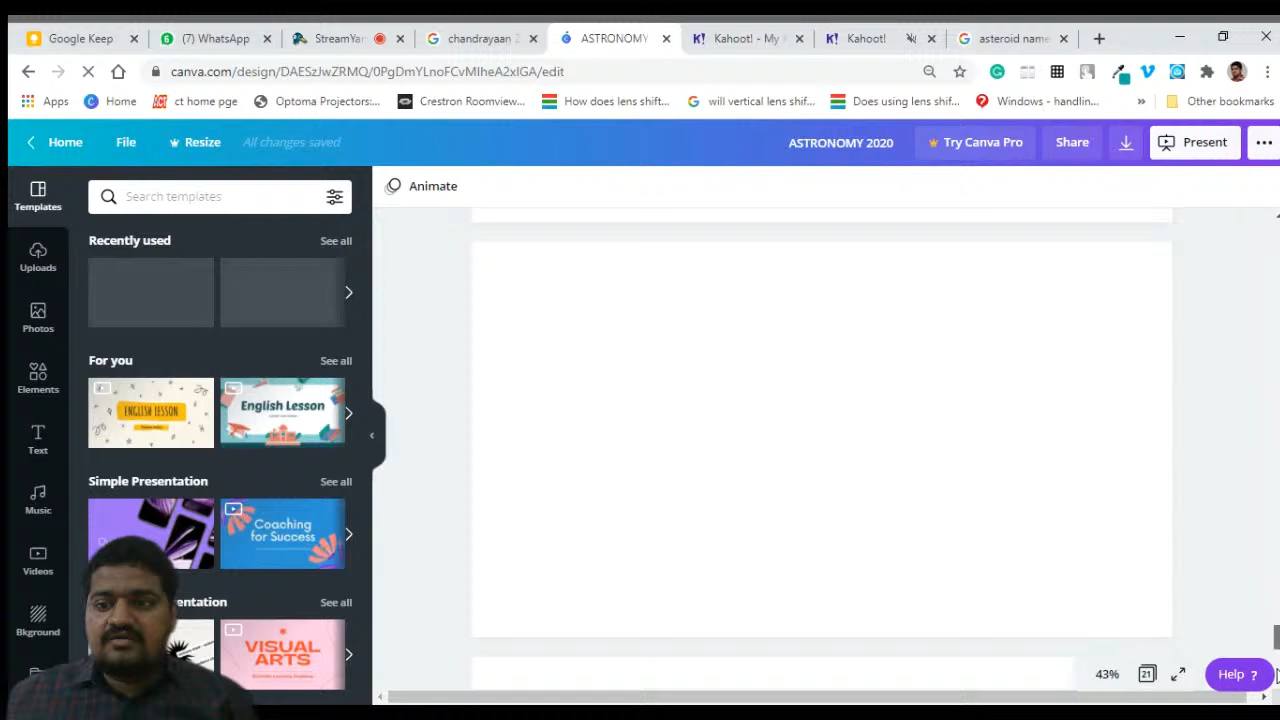 Google Keep
(7) WhatsApp
StreamYar
chandrayaan 2
ASTRONOMY
Kahoot! - My K
Kahoot!
asteroid name
canva.com/design/DAESzJvZRMQ/0PgDmYLnoFCvMlheA2xIGA/edit
Apps
Home
ct home pge
Optoma Projectors:...
Crestron Roomview...
How does lens shift...
will vertical lens shif...
Does using lens shif...
Windows - handlin...
»
Other bookmarks
Home
File
Resize
All changes saved
ASTRONOMY 2020
Try Canva Pro
Share
Present
Templates
Search templates
Animate
Recently used
See all
Uploads
Photos
For you
See all
Elements
ENGLISH LESSON
English Lesson
Text
Simple Presentation
See all
Music
Coaching
for Success
Videos
entation
See all
Bkground
VISUAL
ARTS
43%
21
Help ?